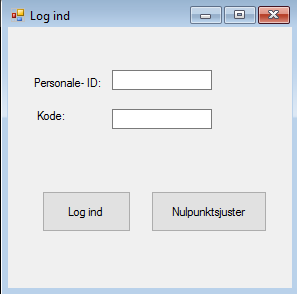 Log ind
Personale- ID:
Kode:
Log ind Nulpunktsjuster